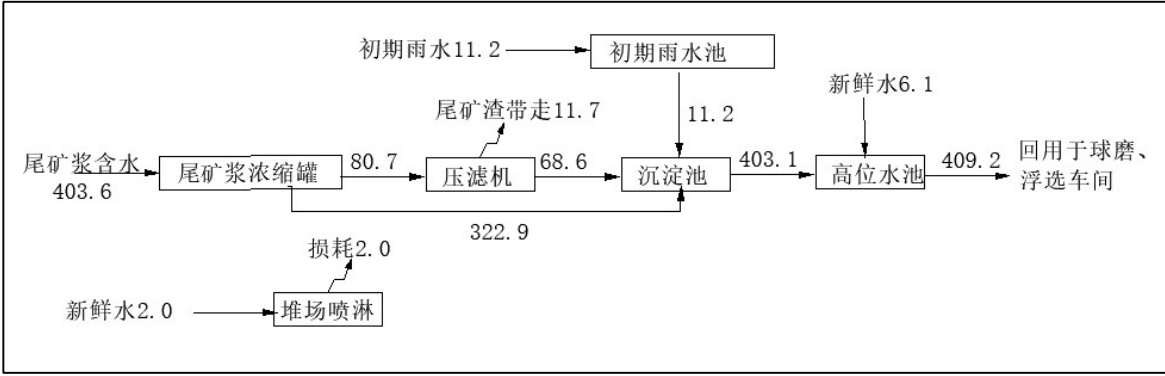 初期雨水11.2
初期雨水池
新鲜水6.1
尾矿渣带走11.7
11.2
尾矿浆含水
403.6
尾矿浆浓缩罐
80.7
压滤机
68.6
沉淀池
403.1
高位水池
409.2
回用于球磨、
浮选车间
322.9
损耗2.0
新鲜水2.0
堆场喷淋